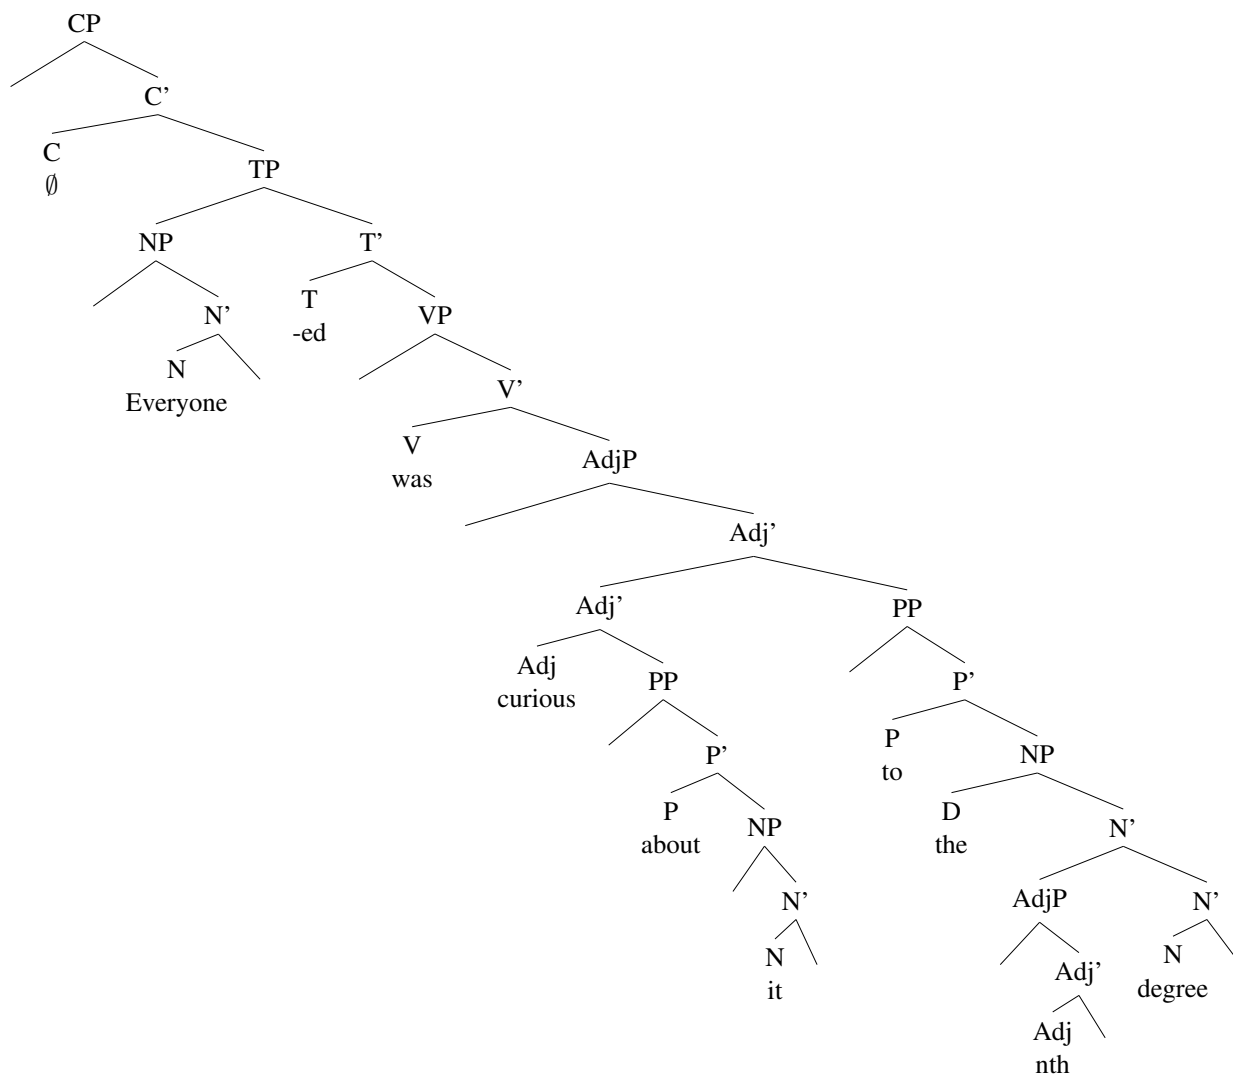 CP
C’
C
∅
TP
NP T’
T
-ed
N’ VP
N
Everyone
V’
V
was
AdjP
Adj’
Adj’ PP
Adj
curious
PP P’
P
to
P’ NP
P
about
D
the
NP N’
N’ AdjP N’
N
it
N
degree
Adj’
Adj
nth